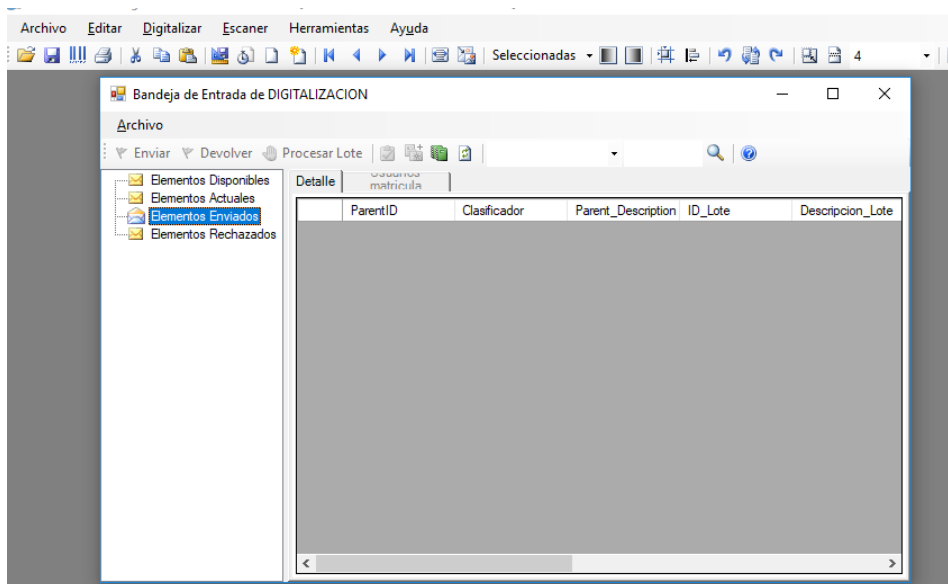 Archivo Editar Digitalizar Escaner Herramientas Ayuda
Seleccionadas 4
Bandeja de Entrada de DIGITALIZACION
Archivo
Enviar Devolver Procesar Lote
Elementos Disponibles
Elementos Actuales
Elementos Enviados
Elementos Rechazados
Detalle
matricula
ParentID Clasificador Parent_Description ID_Lote Descripcion_Lote